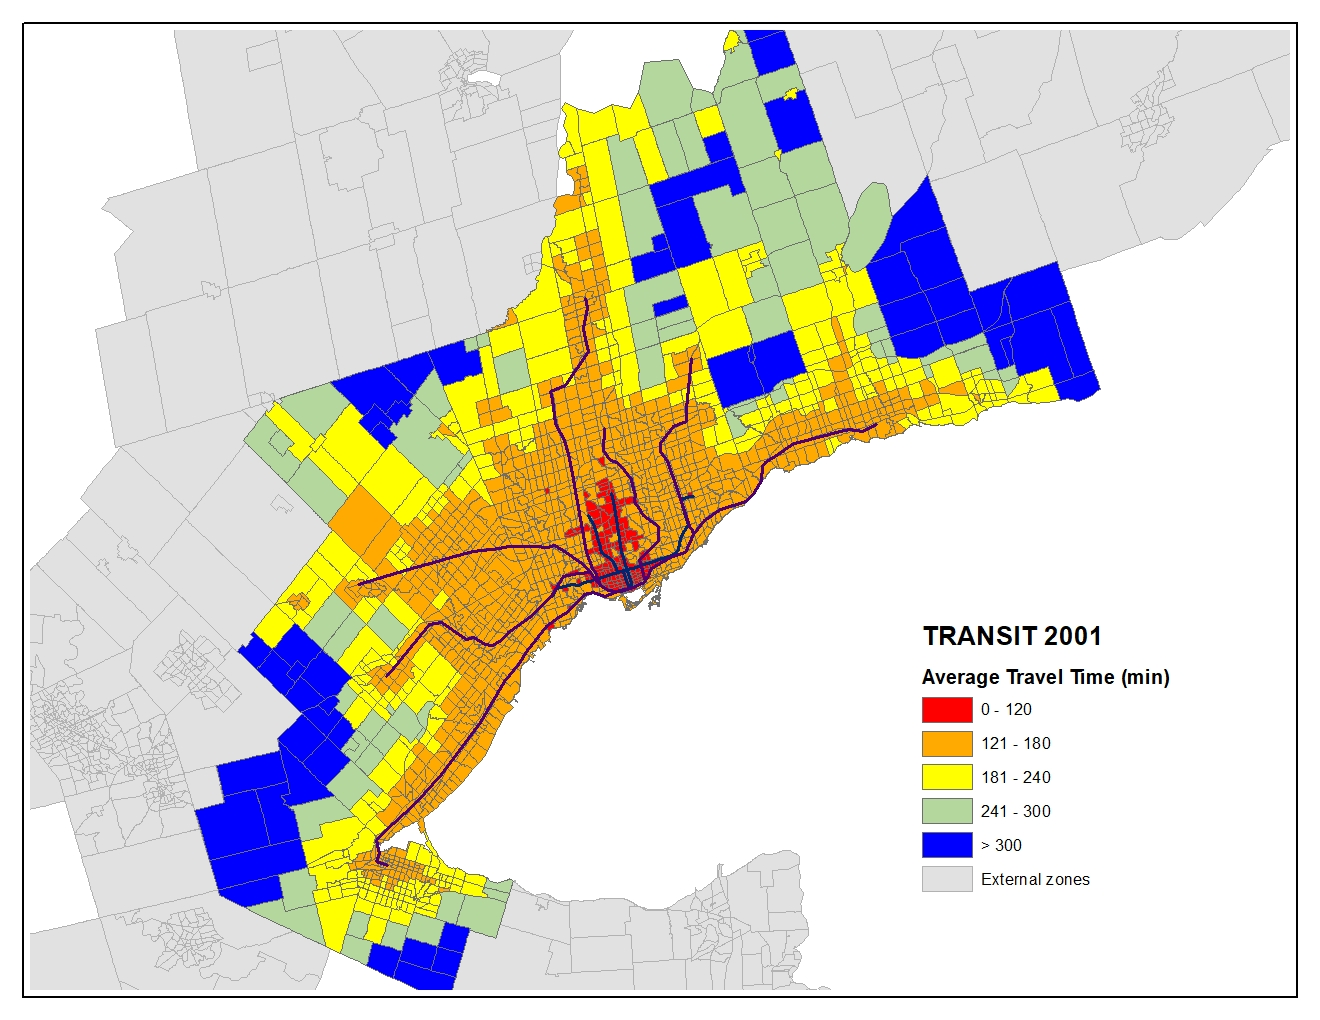 TRANSIT 2001
Average Travel Time (min)
0 - 120
121 - 180
181 - 240
241 - 300
> 300
External zones